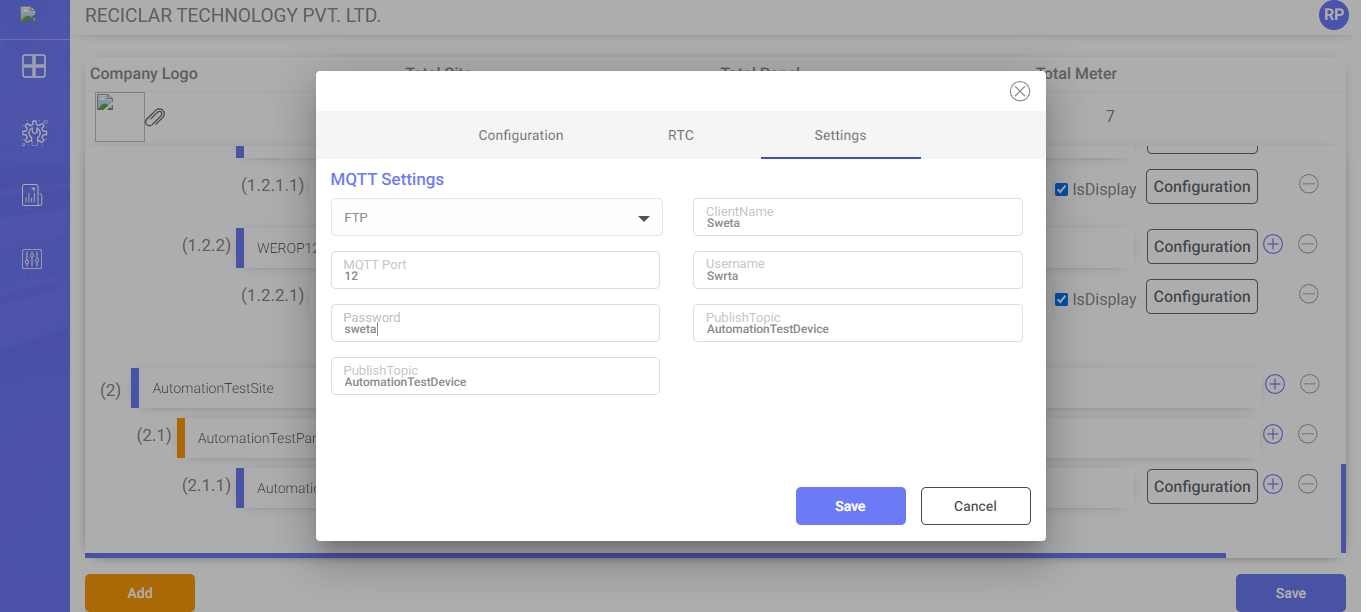 RECICLAR TECHNOLOGY PVT. LTD.
RP
Company Logo
Total Site
Total Panel
Total Meter
7
Configuration
RTC
Settings
MQTT Settings
FTP
ClientName
Sweta
MQTT Port
12
Username
Swrta
Password
sweta
PublishTopic
AutomationTestDevice
PublishTopic
AutomationTestDevice
Save
Cancel
(1.2.1.1)
IsDisplay
Configuration
(1.2.2)
WEROP12
Configuration
(1.2.2.1)
IsDisplay
Configuration
(2)
AutomationTestSite
(2.1)
AutomationTestPan
(2.1.1)
Automatio
Configuration
Add
Save